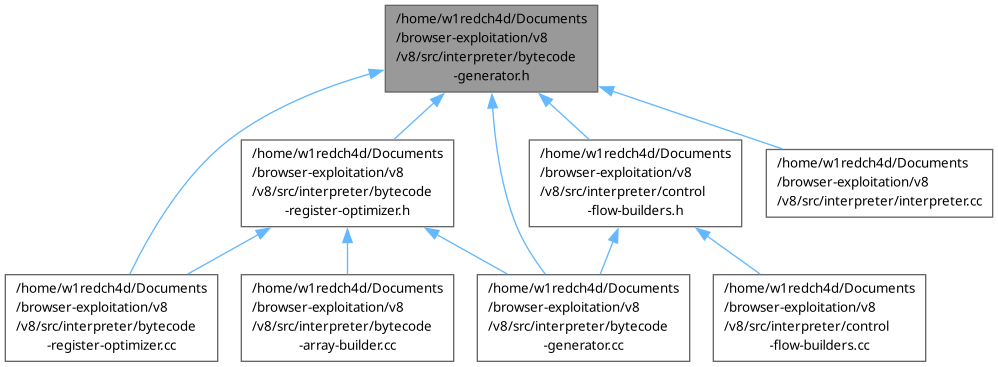 /home/w1redch4d/Documents
/browser-exploitation/v8
/v8/src/interpreter/bytecode
-generator.h
/home/w1redch4d/Documents
/browser-exploitation/v8
/v8/src/interpreter/bytecode
-register-optimizer.h
/home/w1redch4d/Documents
/browser-exploitation/v8
/v8/src/interpreter/control
-flow-builders.h
/home/w1redch4d/Documents
/browser-exploitation/v8
/v8/src/interpreter/interpreter.cc
/home/w1redch4d/Documents
/browser-exploitation/v8
/v8/src/interpreter/bytecode
-register-optimizer.cc
/home/w1redch4d/Documents
/browser-exploitation/v8
/v8/src/interpreter/bytecode
-array-builder.cc
/home/w1redch4d/Documents
/browser-exploitation/v8
/v8/src/interpreter/bytecode
-generator.cc
/home/w1redch4d/Documents
/browser-exploitation/v8
/v8/src/interpreter/control
-flow-builders.cc